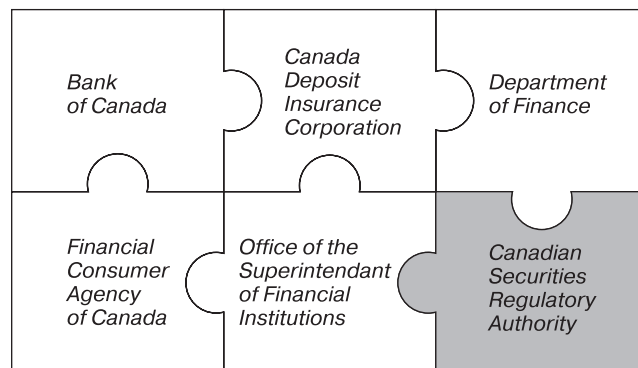 Bank
of Canada
Canada
Deposit
Insurance
Corporation
Department
of Finance
Financial
Consumer
Agency
of Canada
Office of the
Superintendant
of Financial
Institutions
Canadian
Securities
Regulatory
Authority